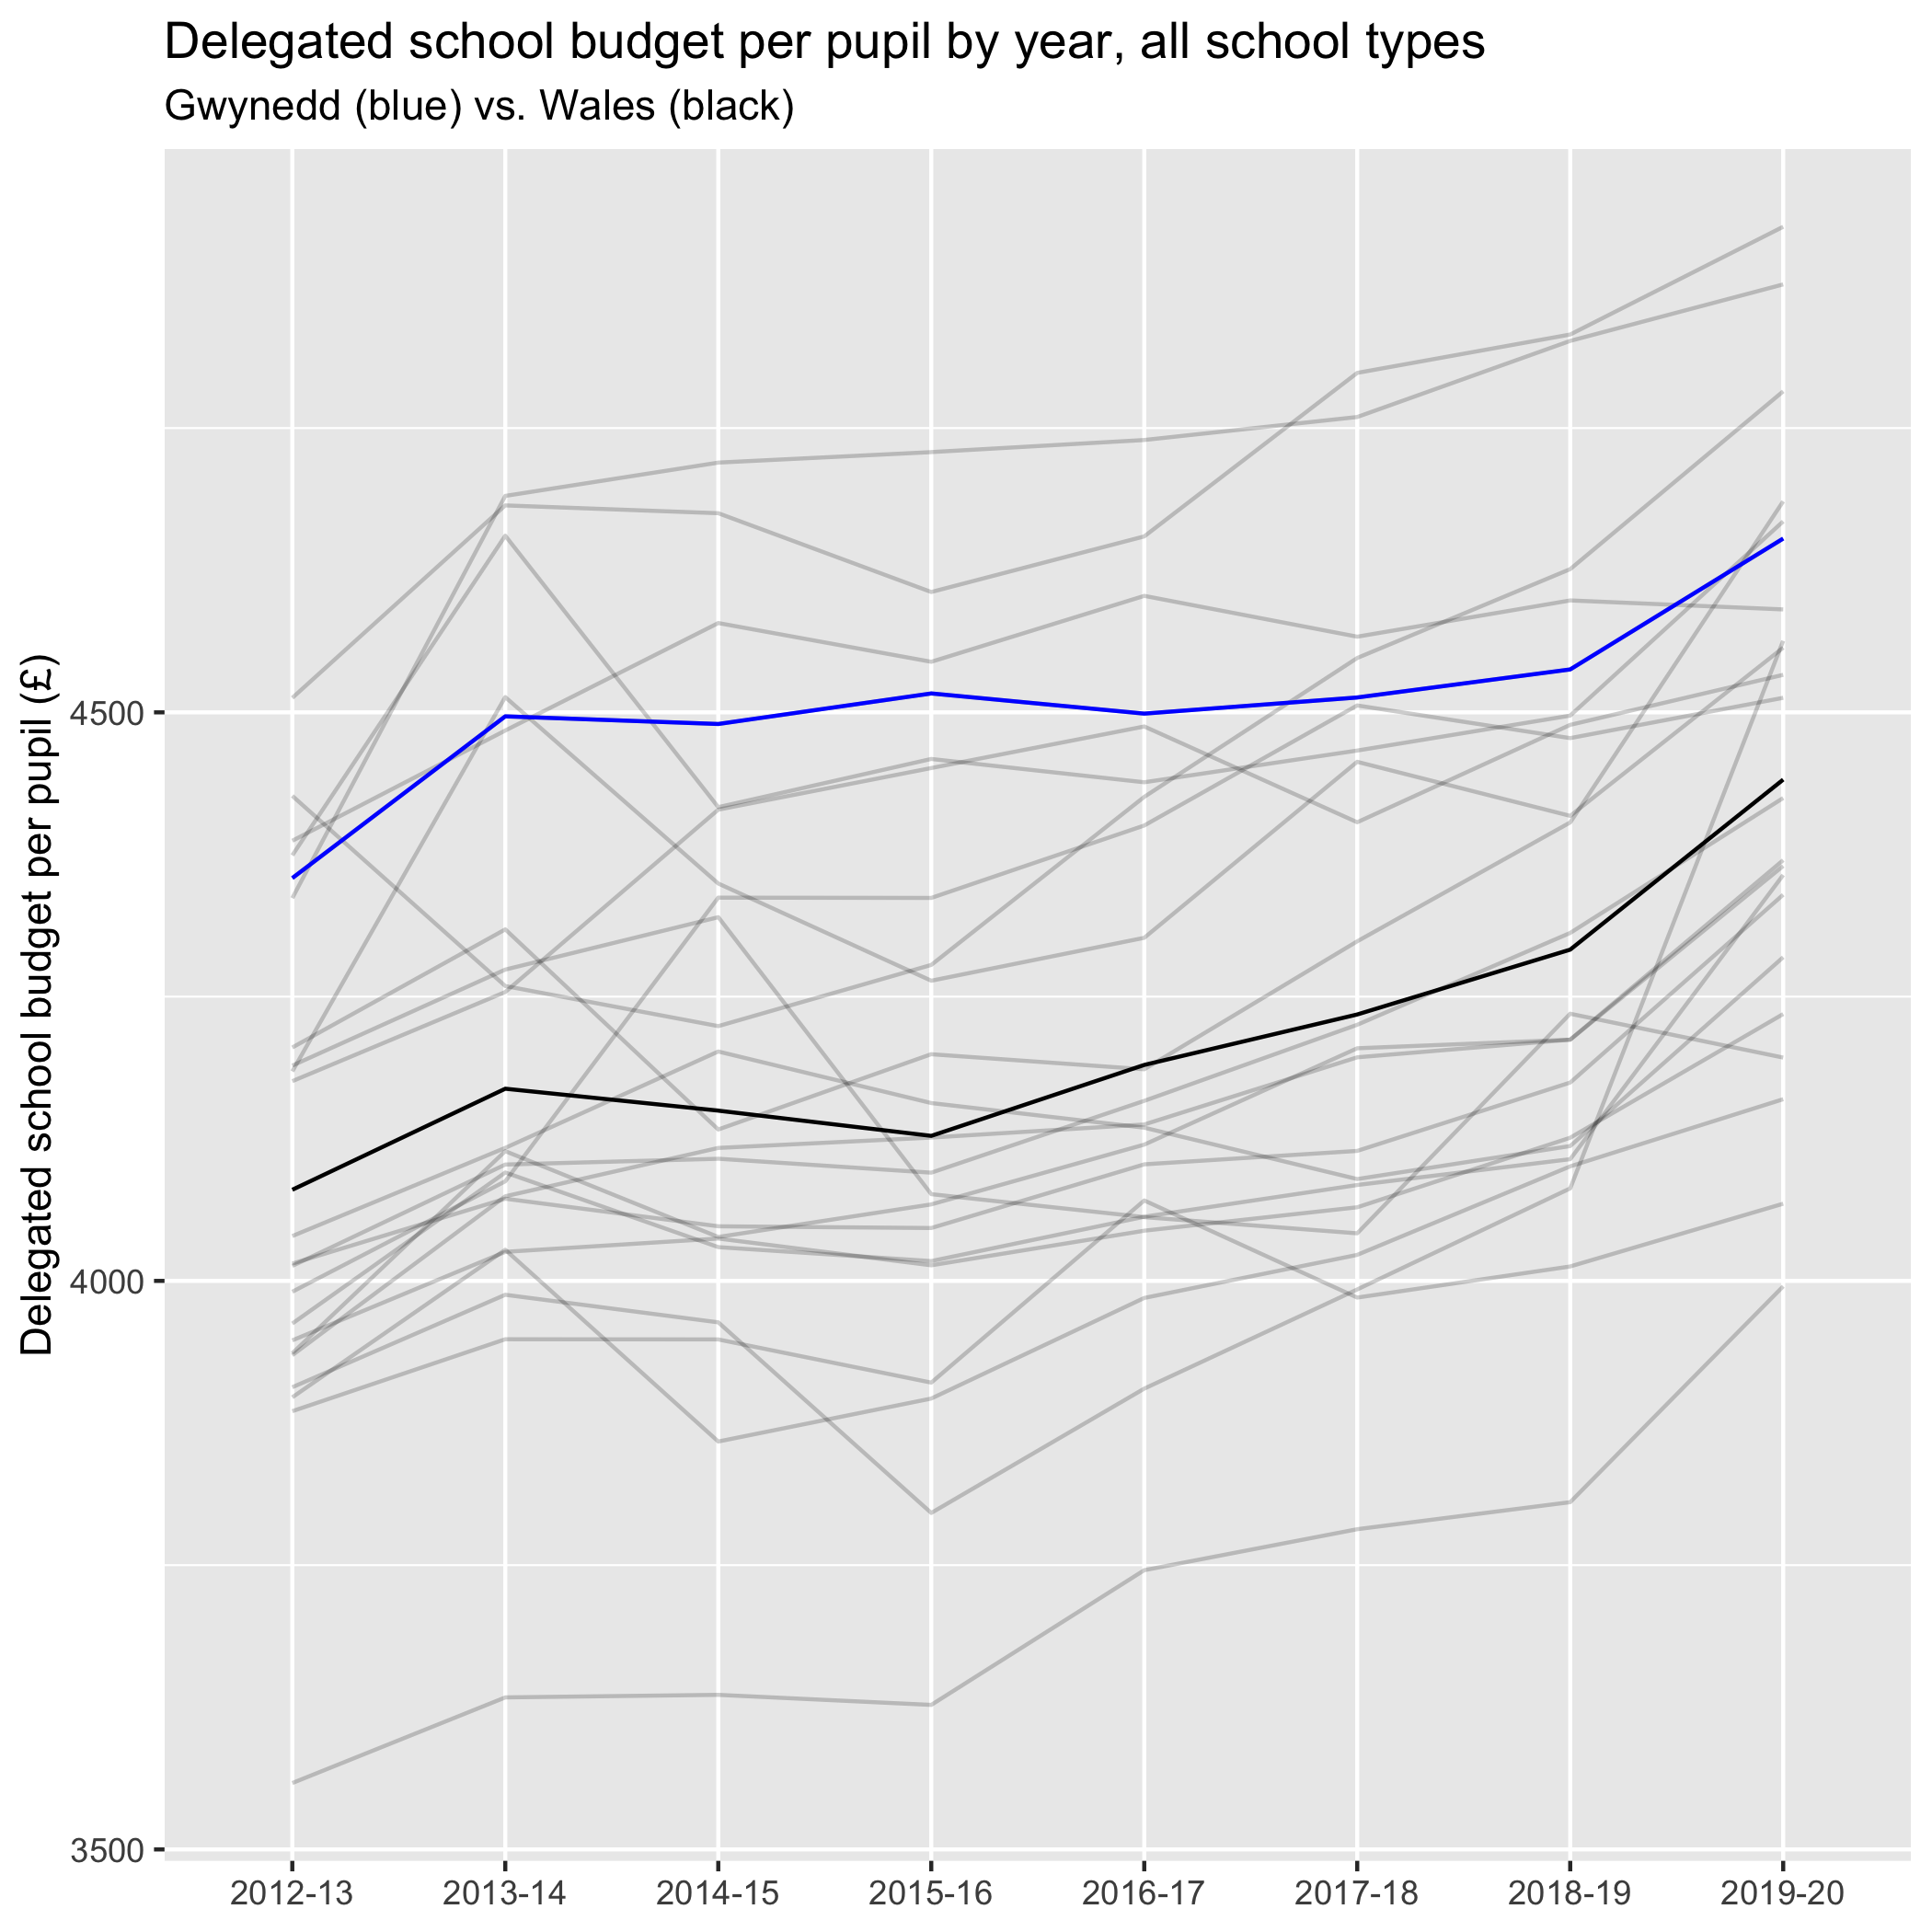 Delegated school budget per pupil by year, all school types
Gwynedd (blue) vs. Wales (black)
Delegated school budget per pupil (£)
4500
4000
3500
2012-13 2013-14 2014-15 2015-16 2016-17 2017-18 2018-19 2019-20